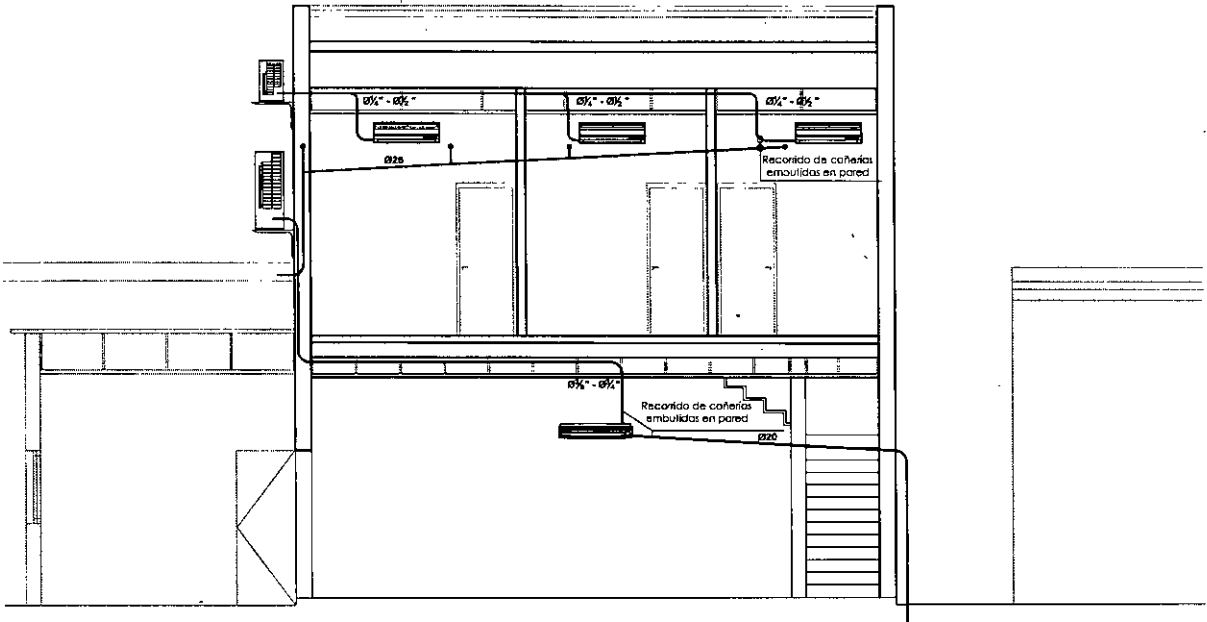 Ø¼" - Ø½"
Ø¼" - Ø½"
Ø¼" - Ø½"
Ø25
Recorrido de cañerías
embutidas en pared
Ø⅜" - Ø¾"
Recorrido de cañerías
embutidas en pared
Ø20